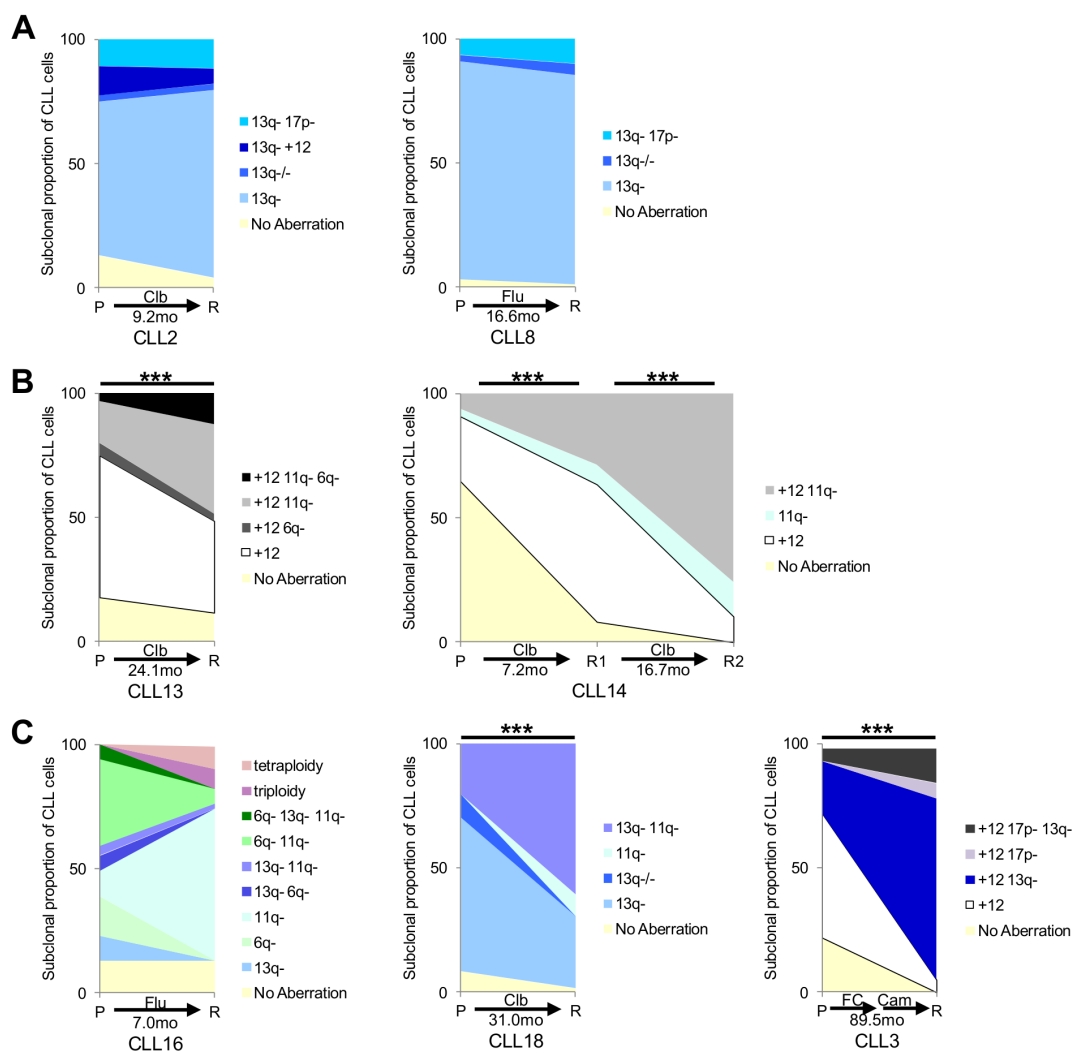 A
Subclonal proportion of CLL cells
100
50
0
P
Clb
9.2mo
R
CLL2
13q- 17p-
13q- +12
13q-/-
13q-
No Aberration
Subclonal proportion of CLL cells
100
50
0
P
Flu
16.6mo
R
CLL8
13q- 17p-
13q-/-
13q-
No Aberration
B
***
Subclonal proportion of CLL cells
100
50
0
P
Clb
24.1mo
R
CLL13
+12 11q- 6q-
+12 11q-
+12 6q-
+12
No Aberration
***
***
Subclonal proportion of CLL cells
100
50
0
P
Clb
7.2mo
R1
Clb
16.7mo
R2
CLL14
+12 11q-
11q-
+12
No Aberration
C
Subclonal proportion of CLL cells
100
50
0
P
Flu
7.0mo
R
CLL16
tetraploidy
triploidy
6q- 13q- 11q-
6q- 11q-
13q- 11q-
13q- 6q-
11q-
6q-
13q-
No Aberration
***
Subclonal proportion of CLL cells
100
50
0
P
Clb
31.0mo
R
CLL18
13q- 11q-
11q-
13q-/-
13q-
No Aberration
***
Subclonal proportion of CLL cells
100
50
0
P
FC
Cam
89.5mo
R
CLL3
+12 17p- 13q-
+12 17p-
+12 13q-
+12
No Aberration